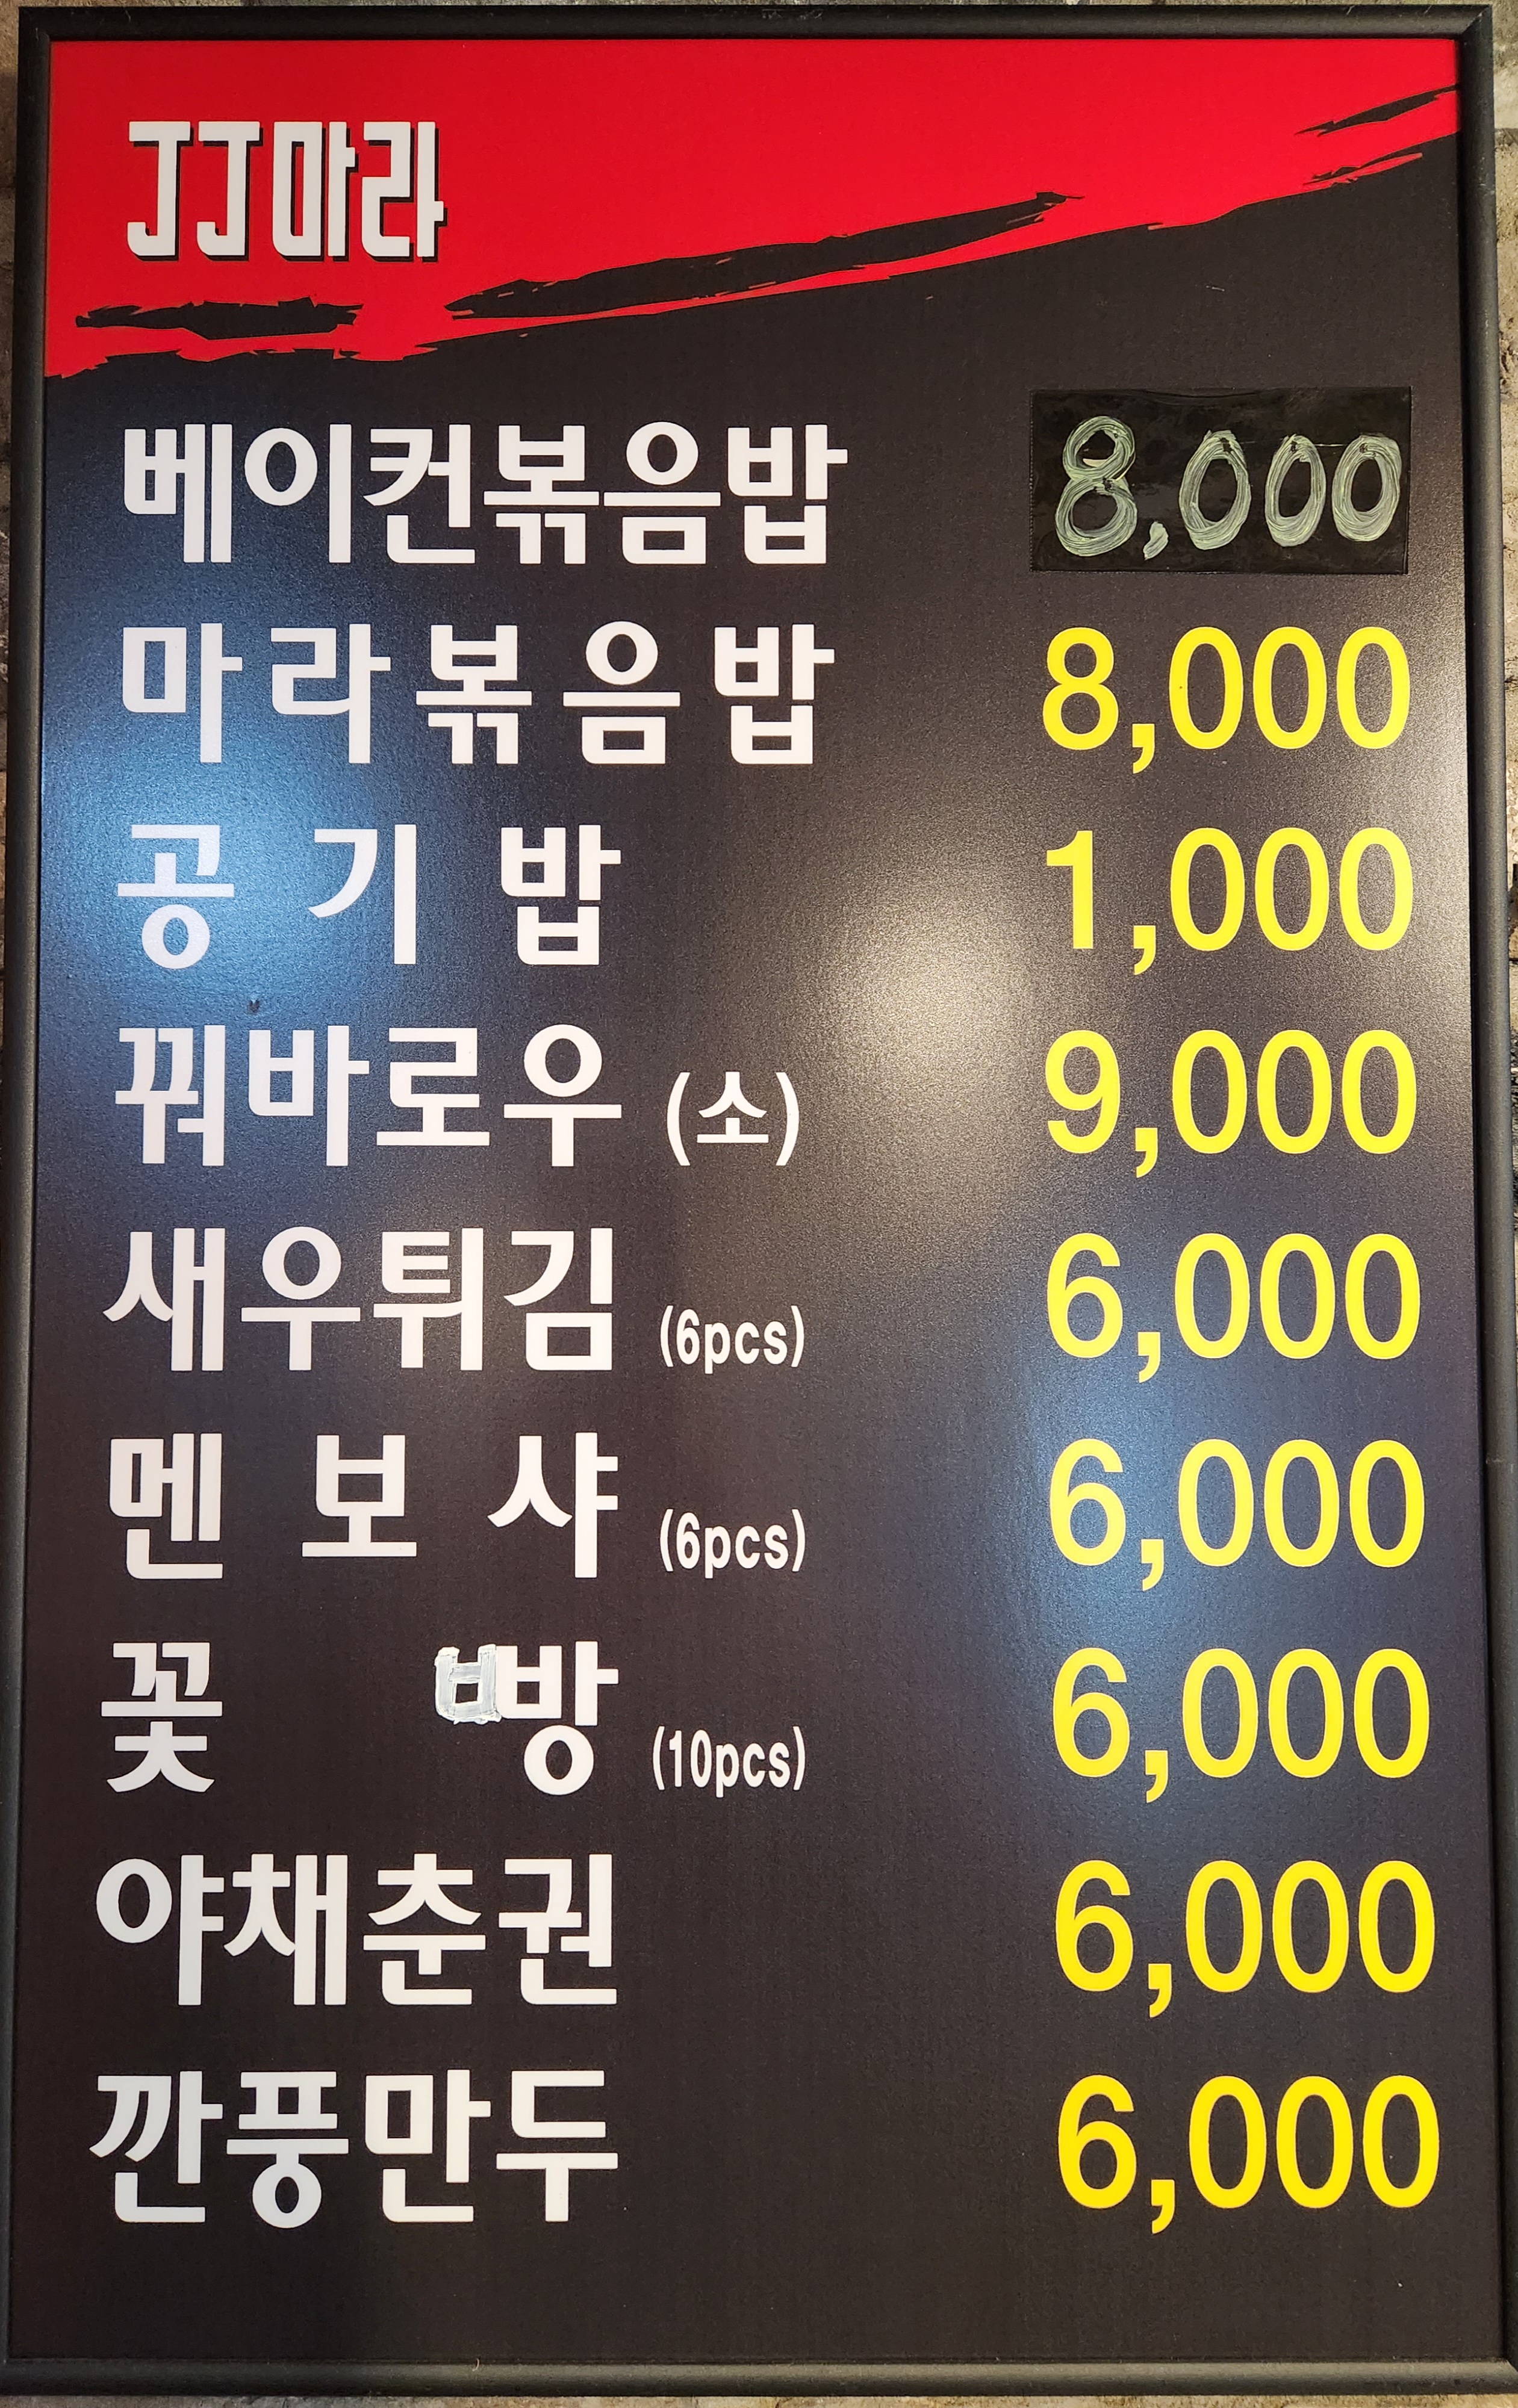 JJ마라
베이컨볶음밥 8,000
마라볶음밥 8,000
공기밥 1,000
꿔바로우 (소) 9,000
새우튀김 (6pcs) 6,000
멘보샤 (6pcs) 6,000
꽃빵 (10pcs) 6,000
야채춘권 6,000
깐풍만두 6,000